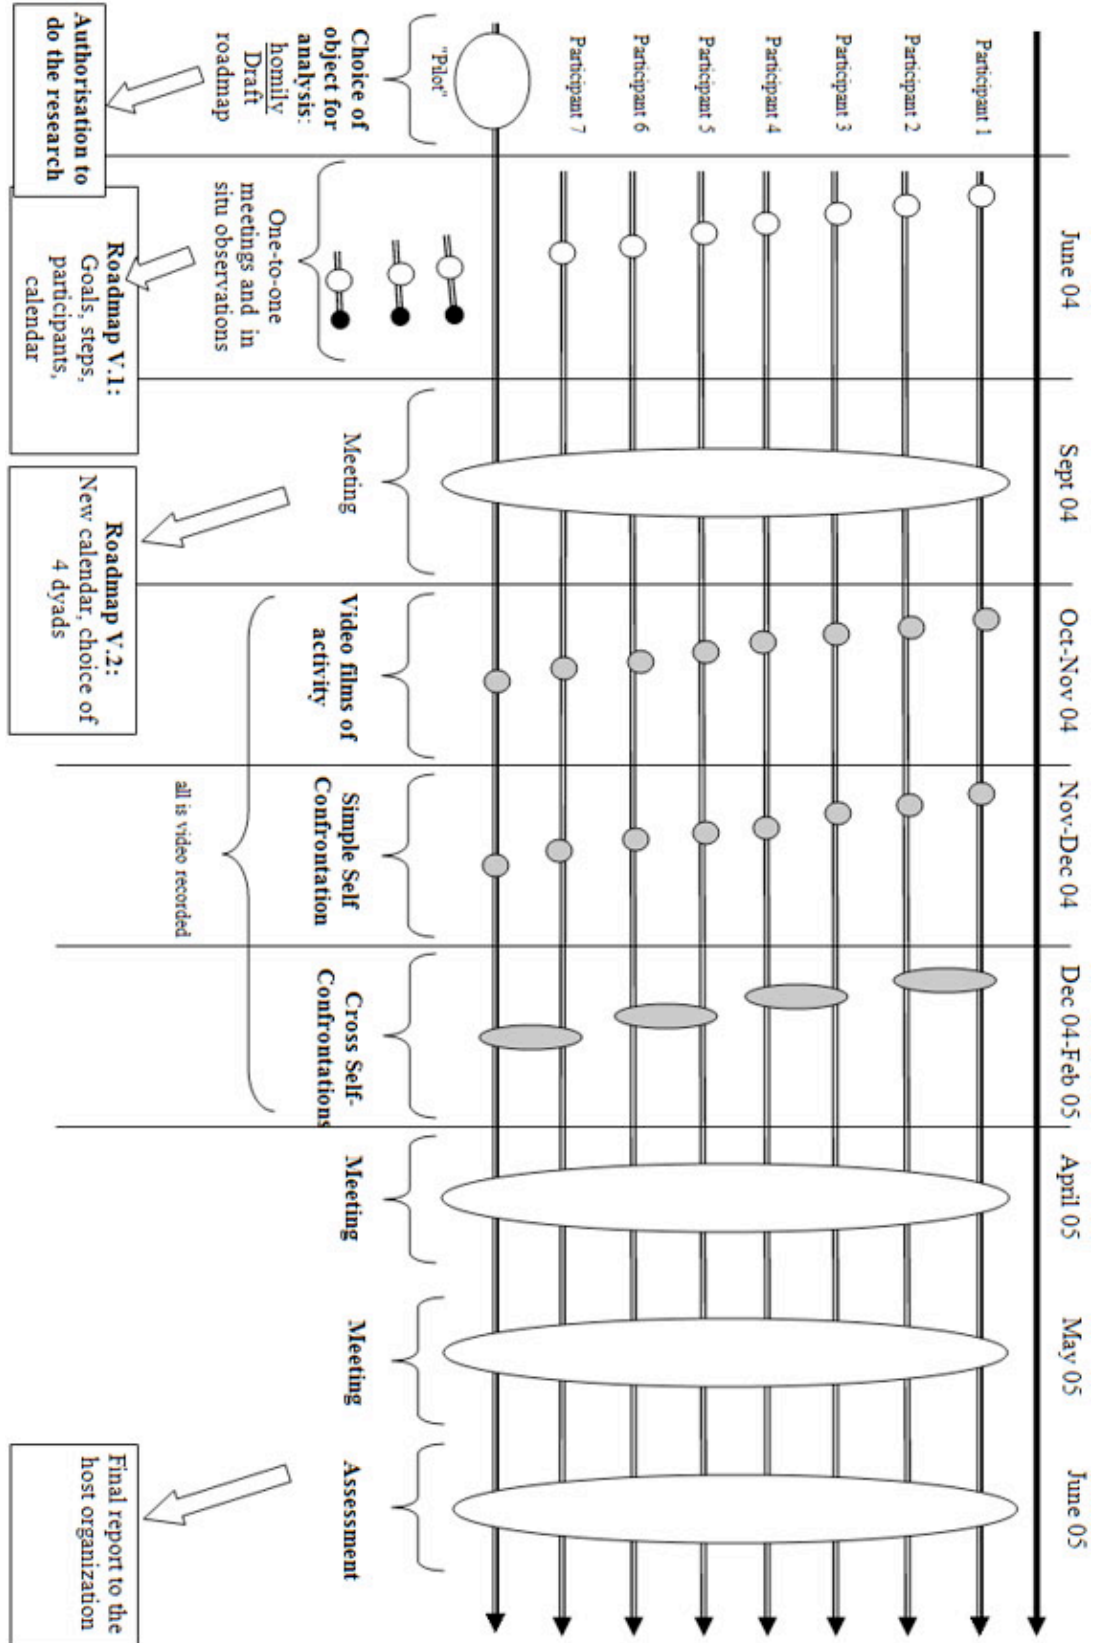 June 04
Sept 04
Oct-Nov 04
Nov-Dec 04
Dec 04-Feb 05
April 05
May 05
June 05
Participant 1
Participant 2
Participant 3
Participant 4
Participant 5
Participant 6
Participant 7
"Pilot"
Choice of
object for
analysis:
homily
Draft
roadmap
One-to-one
meetings and in
situ observations
Meeting
Video films of
activity
Simple Self
Confrontation
Cross Self-
Confrontations
Meeting
Meeting
Assessment
all is video recorded
Authorisation to
do the research
Roadmap V.1:
Goals, steps,
participants,
calendar
Roadmap V.2:
New calendar, choice of
4 dyads
Final report to the
host organization